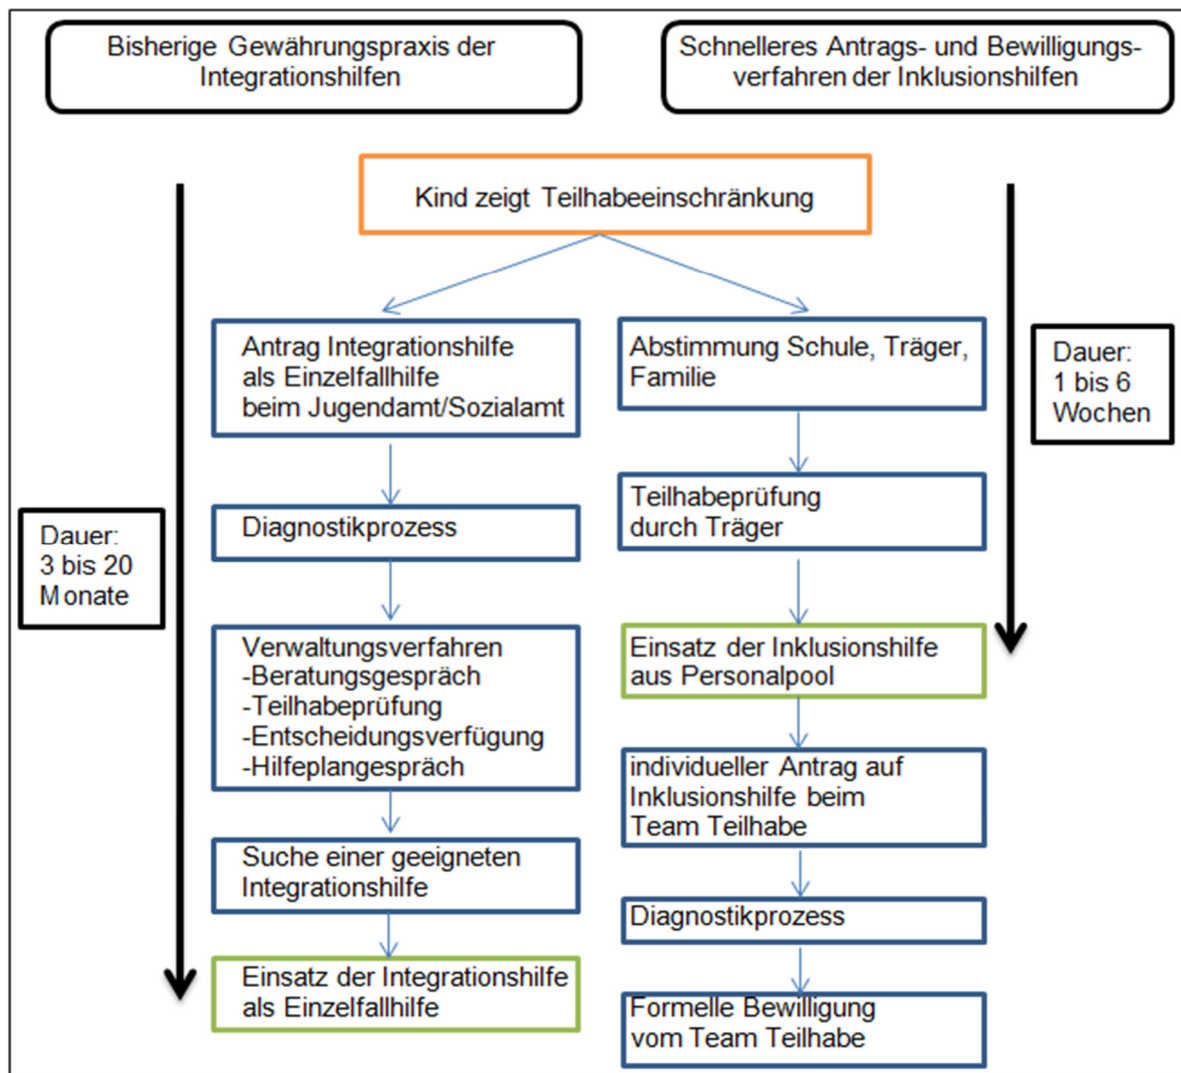 Bisherige Gewährungspraxis der
Integrationshilfen
Schnelleres Antrags- und Bewilligungs-
verfahren der Inklusionshilfen
Kind zeigt Teilhabeeinschränkung
Antrag Integrationshilfe
als Einzelfallhilfe
beim Jugendamt/Sozialamt
Diagnostikprozess
Verwaltungsverfahren
-Beratungsgespräch
-Teilhabeprüfung
-Entscheidungsverfügung
-Hilfeplangespräch
Suche einer geeigneten
Integrationshilfe
Einsatz der Integrationshilfe
als Einzelfallhilfe
Dauer:
3 bis 20
Monate
Abstimmung Schule, Träger,
Familie
Teilhabeprüfung
durch Träger
Einsatz der Inklusionshilfe
aus Personalpool
individueller Antrag auf
Inklusionshilfe beim
Team Teilhabe
Diagnostikprozess
Formelle Bewilligung
vom Team Teilhabe
Dauer:
1 bis 6
Wochen